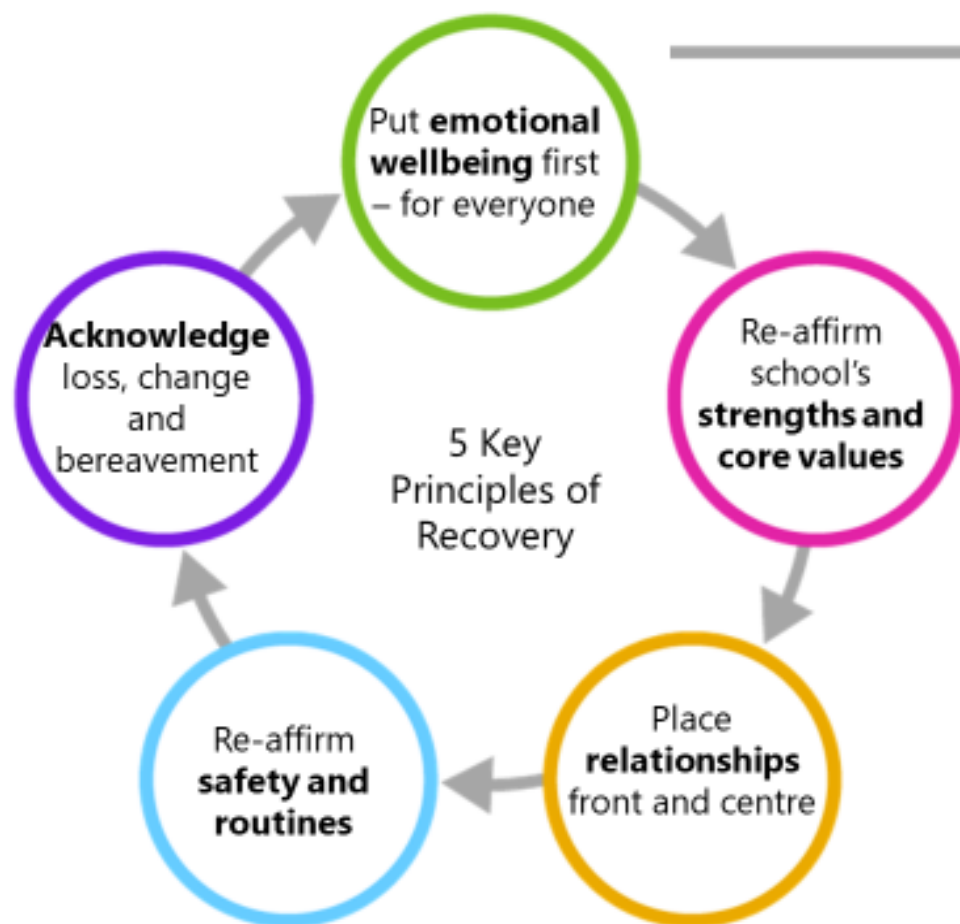 Put emotional
wellbeing first
– for everyone
Re-affirm
school's
strengths and
core values
Place
relationships
front and centre
Re-affirm
safety and
routines
Acknowledge
loss, change
and
bereavement
5 Key
Principles of
Recovery